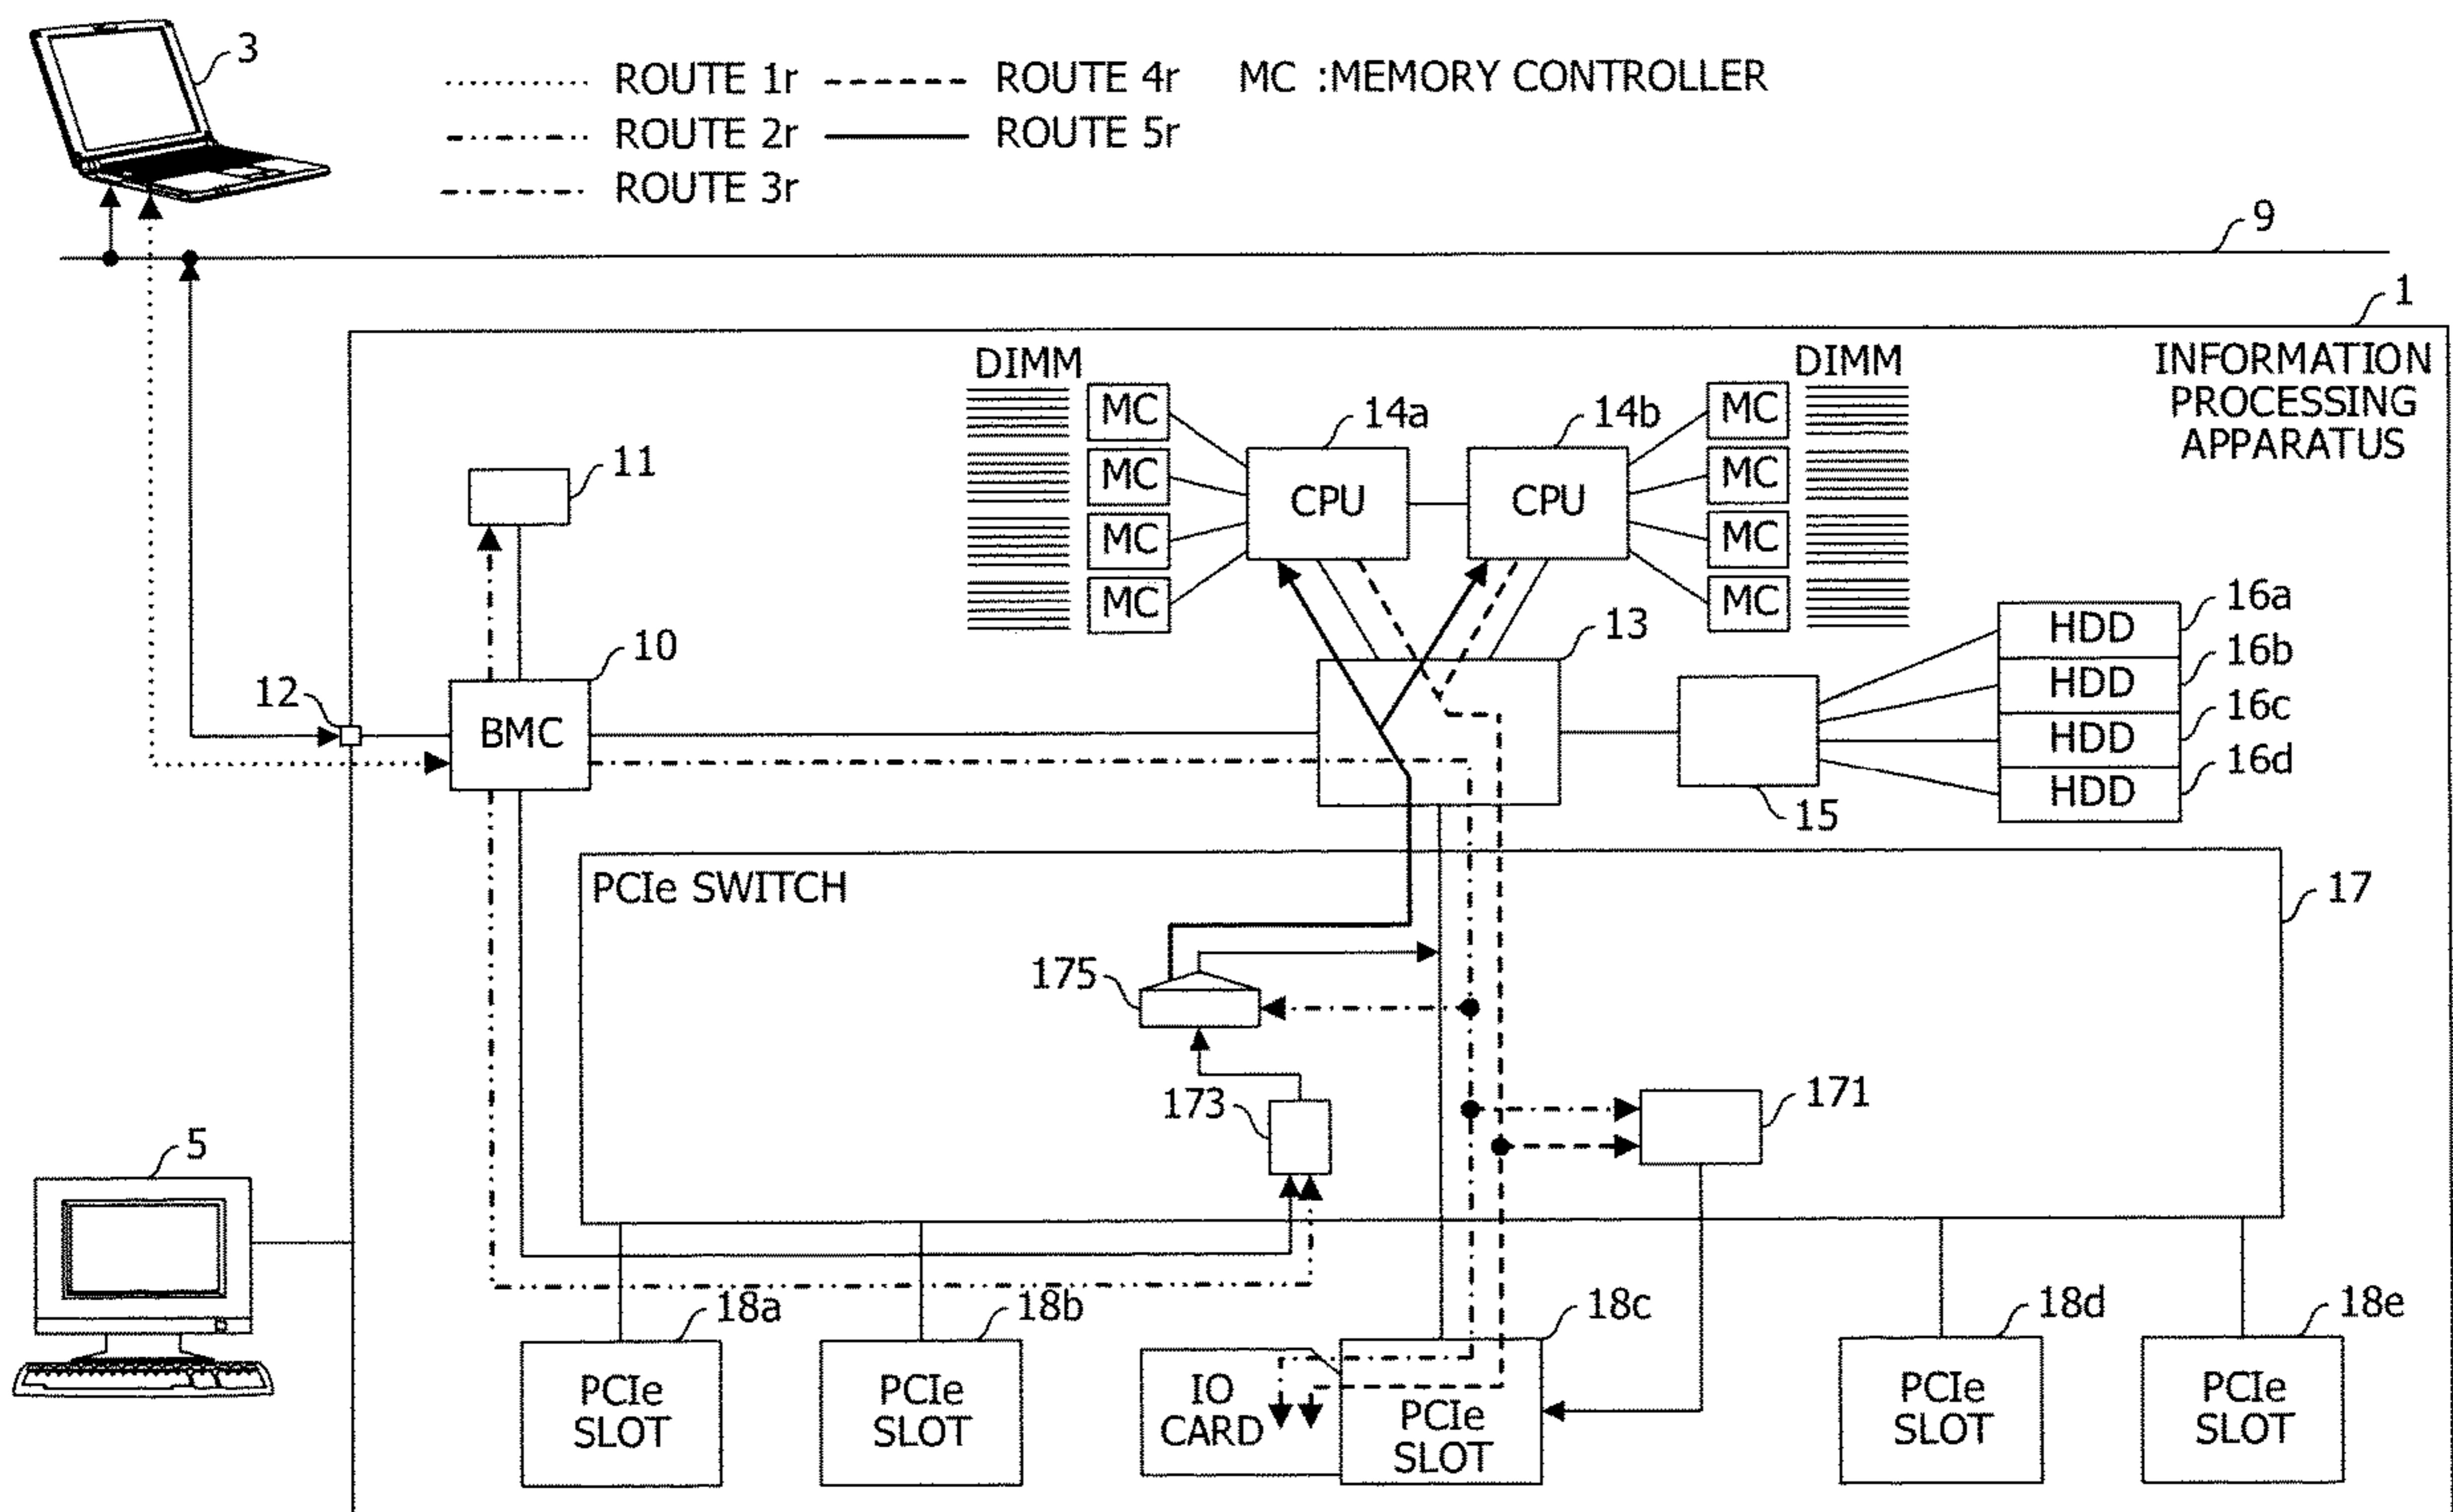 3
ROUTE 1r
ROUTE 4r
MC :MEMORY CONTROLLER
ROUTE 2r
ROUTE 5r
ROUTE 3r
9
1
INFORMATION
PROCESSING
APPARATUS
DIMM
DIMM
MC
MC
MC
MC
14a
CPU
14b
CPU
MC
MC
MC
MC
11
10
12
BMC
13
15
HDD
16a
HDD
16b
HDD
16c
HDD
16d
PCIe SWITCH
17
175
173
171
5
18a
PCIe
SLOT
18b
PCIe
SLOT
IO
CARD
18c
PCIe
SLOT
18d
PCIe
SLOT
18e
PCIe
SLOT